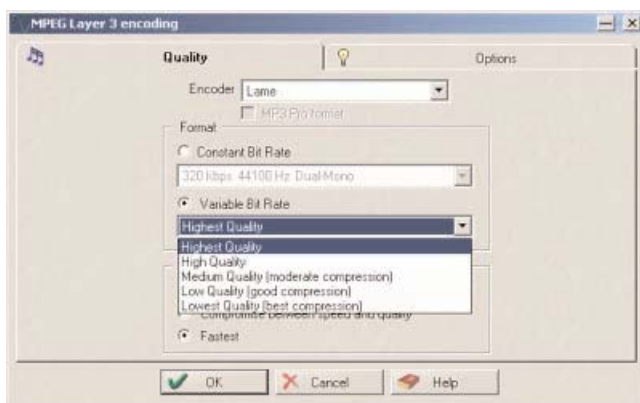 MPEG Layer 3 encoding
Quality
Options
Encoder Lame
MP3 Pro format
Format
Constant Bit Rate
320 kbps 44100 Hz Dual-Mono
Variable Bit Rate
Highest Quality
Highest Quality
High Quality
Medium Quality (moderate compression)
Low Quality (good compression)
Lowest Quality (best compression)
Compromise between speed and quality
Fastest
OK
Cancel
Help